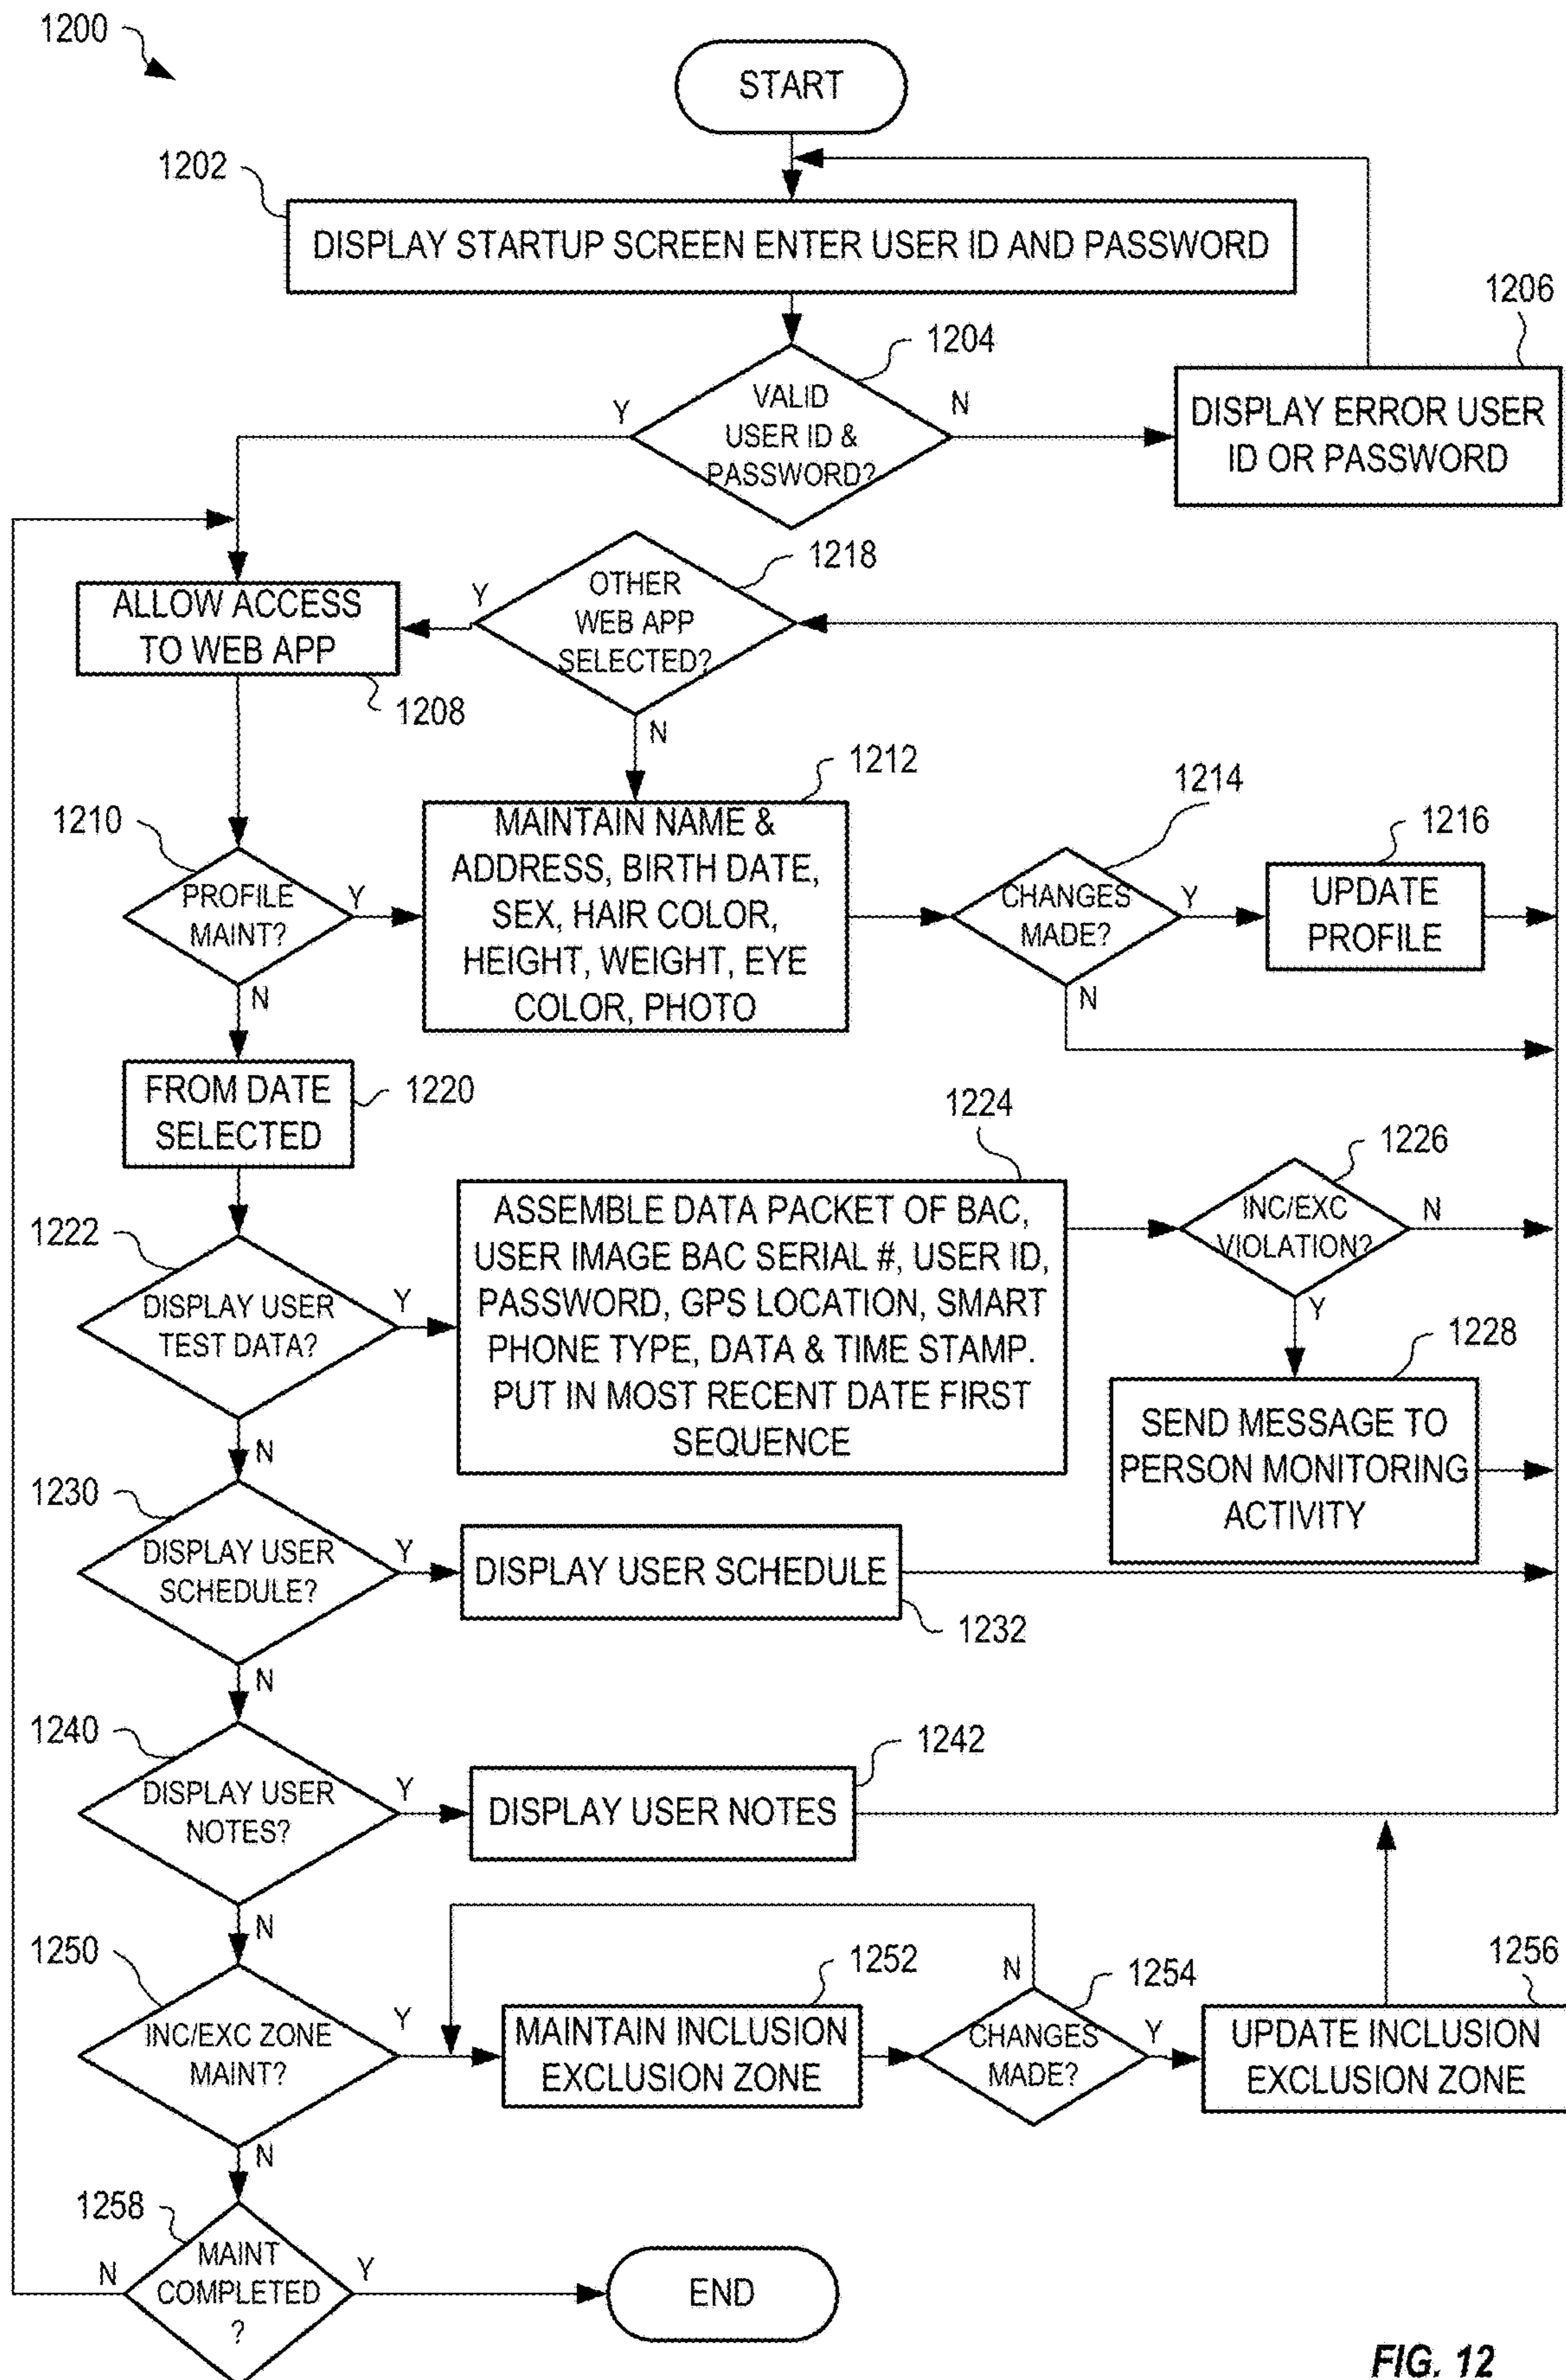 1200
START
1202
DISPLAY STARTUP SCREEN ENTER USER ID AND PASSWORD
1204
VALID
USER ID &
PASSWORD?
Y
N
1206
DISPLAY ERROR USER
ID OR PASSWORD
1218
OTHER
WEB APP
SELECTED?
Y
N
ALLOW ACCESS
TO WEB APP
1208
1210
PROFILE
MAINT?
Y
N
1212
MAINTAIN NAME &
ADDRESS, BIRTH DATE,
SEX, HAIR COLOR,
HEIGHT, WEIGHT, EYE
COLOR, PHOTO
1214
CHANGES
MADE?
Y
N
1216
UPDATE
PROFILE
FROM DATE
SELECTED
1220
1222
DISPLAY USER
TEST DATA?
Y
N
1224
ASSEMBLE DATA PACKET OF BAC,
USER IMAGE BAC SERIAL #, USER ID,
PASSWORD, GPS LOCATION, SMART
PHONE TYPE, DATA & TIME STAMP.
PUT IN MOST RECENT DATE FIRST
SEQUENCE
1226
INC/EXC
VIOLATION?
N
Y
1228
SEND MESSAGE TO
PERSON MONITORING
ACTIVITY
1230
DISPLAY USER
SCHEDULE?
Y
N
DISPLAY USER SCHEDULE
1232
1240
DISPLAY USER
NOTES?
Y
N
1242
DISPLAY USER NOTES
1250
INC/EXC ZONE
MAINT?
Y
N
1252
MAINTAIN INCLUSION
EXCLUSION ZONE
1254
CHANGES
MADE?
N
Y
1256
UPDATE INCLUSION
EXCLUSION ZONE
1258
MAINT
COMPLETED
?
N
Y
END
FIG. 12